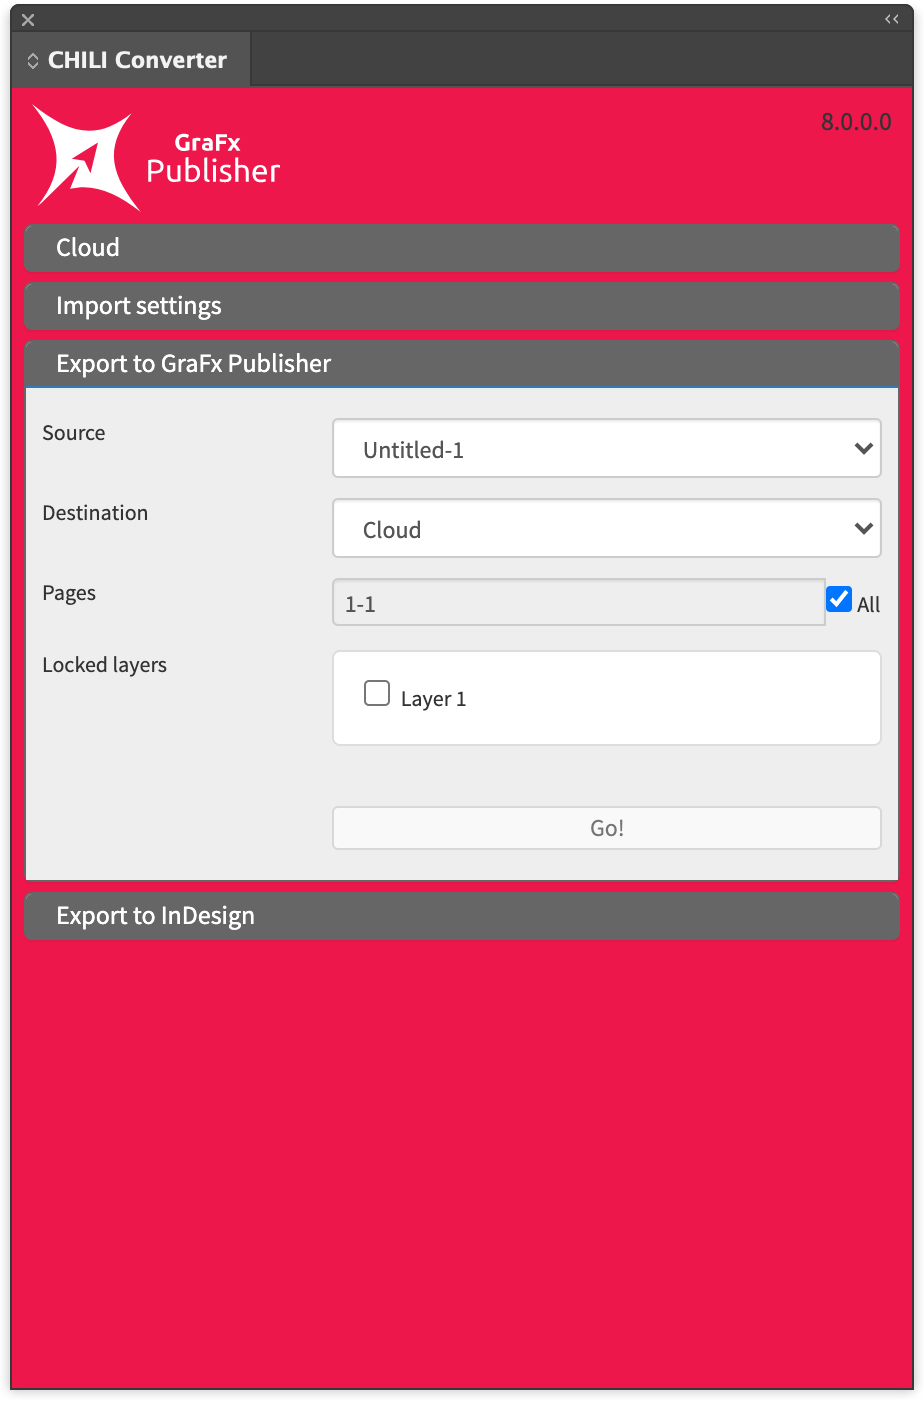 CHILI Converter
8.0.0.0
GraFx
Publisher
Cloud
Import settings
Export to GraFx Publisher
Source
Untitled-1
Destination
Cloud
Pages
1-1
All
Locked layers
Layer 1
Go!
Export to InDesign